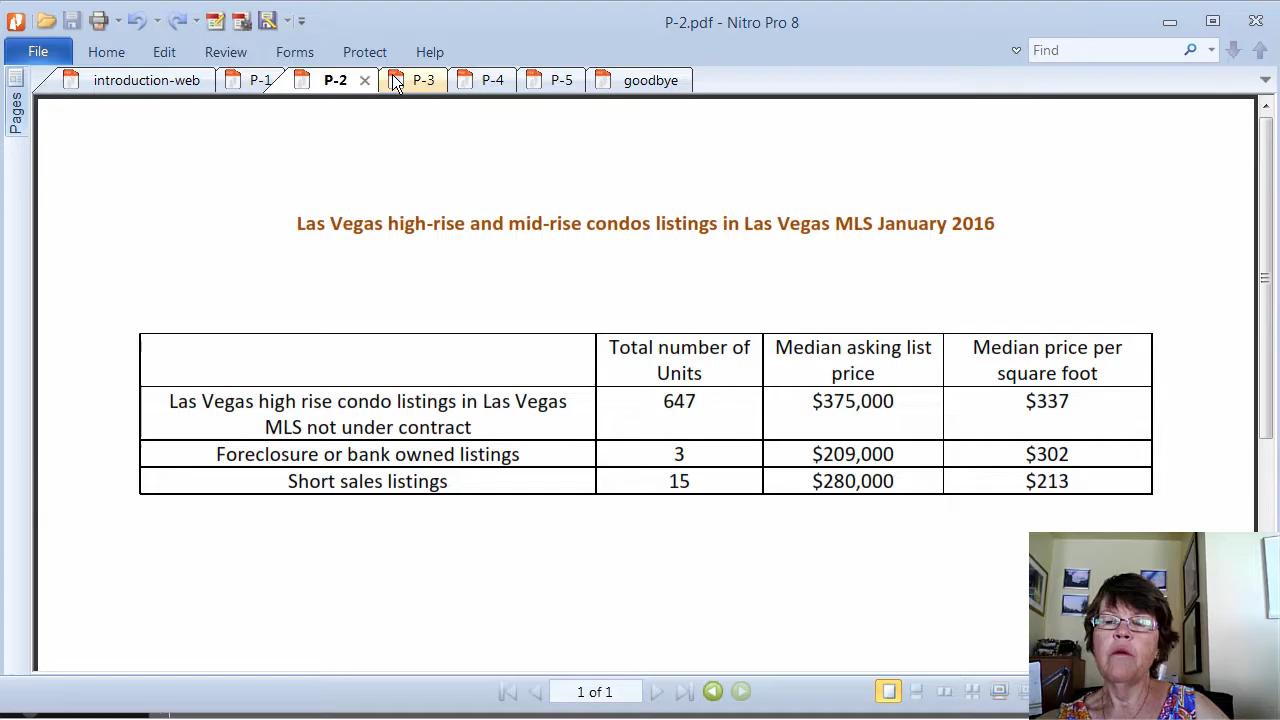 P-2.pdf - Nitro Pro 8
File Home Edit Review Forms Protect Help Find
introduction-web P-1 P-2 P-3 P-4 P-5 goodbye
Pages
Las Vegas high-rise and mid-rise condos listings in Las Vegas MLS January 2016
Total number of Units Median asking list price Median price per square foot
Las Vegas high rise condo listings in Las Vegas MLS not under contract 647 $375,000 $337
Foreclosure or bank owned listings 3 $209,000 $302
Short sales listings 15 $280,000 $213
1 of 1